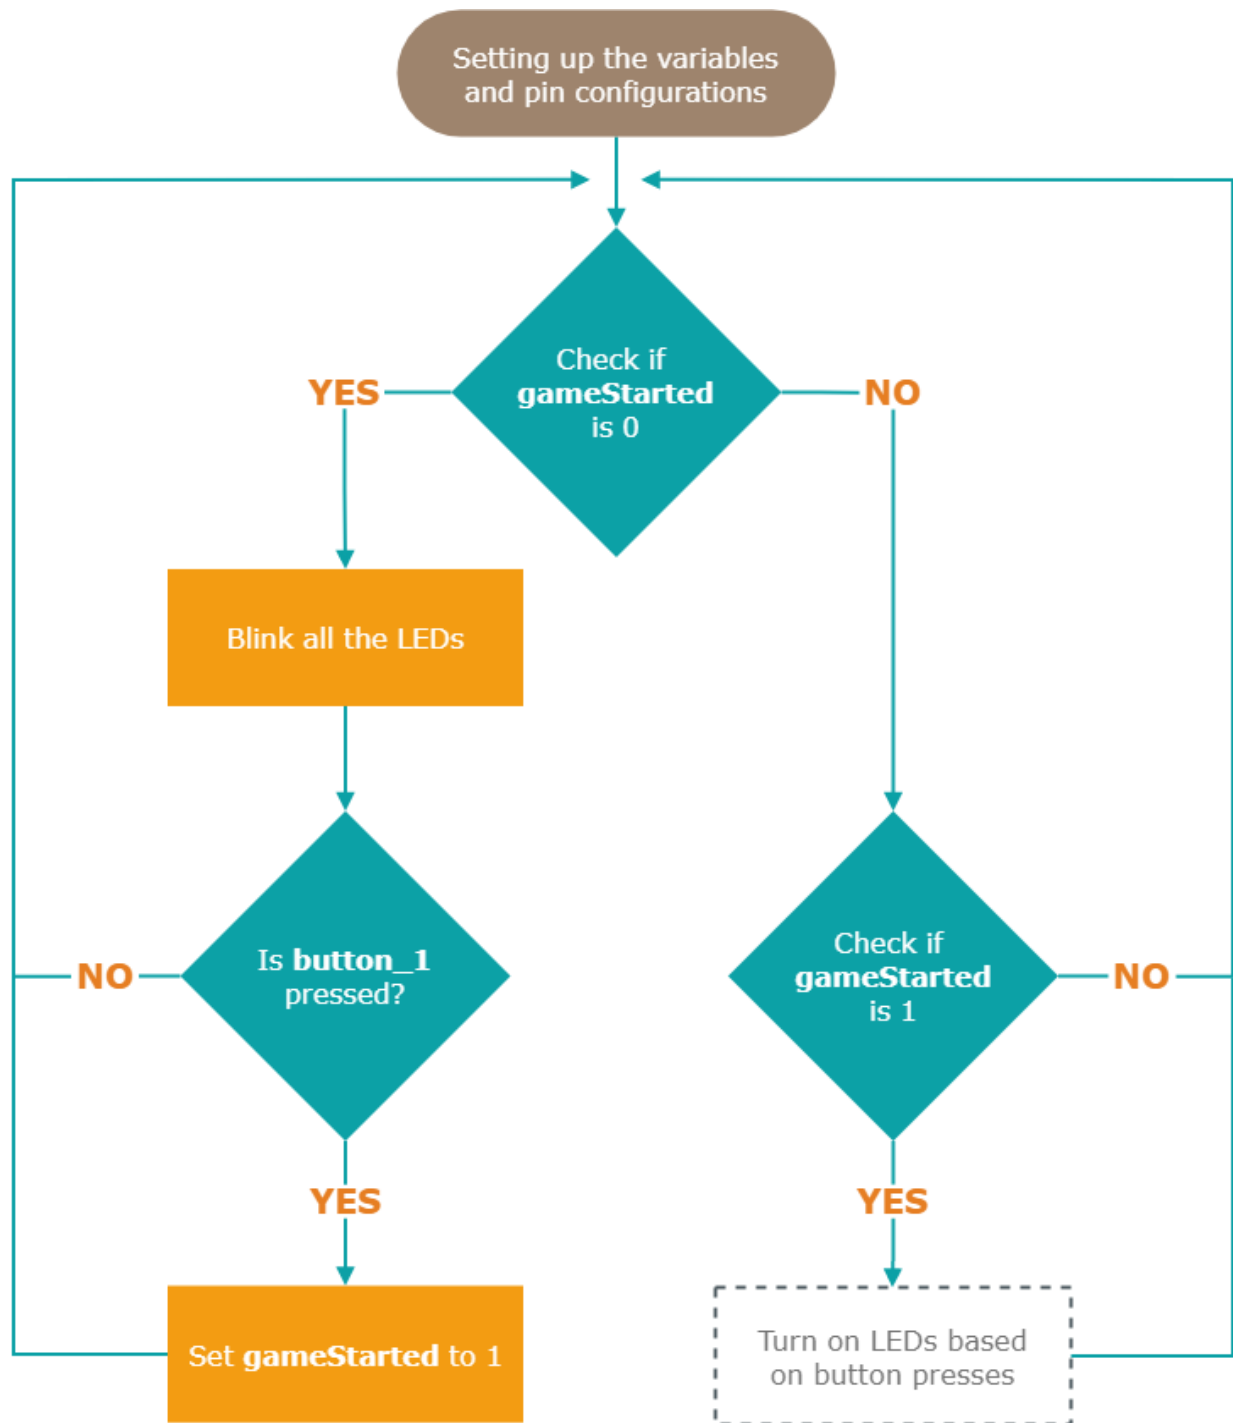 Setting up the variables
and pin configurations
Check if
gameStarted
is 0
YES
NO
Blink all the LEDs
Is button_1
pressed?
NO
YES
Set gameStarted to 1
Check if
gameStarted
is 1
NO
YES
Turn on LEDs based
on button presses